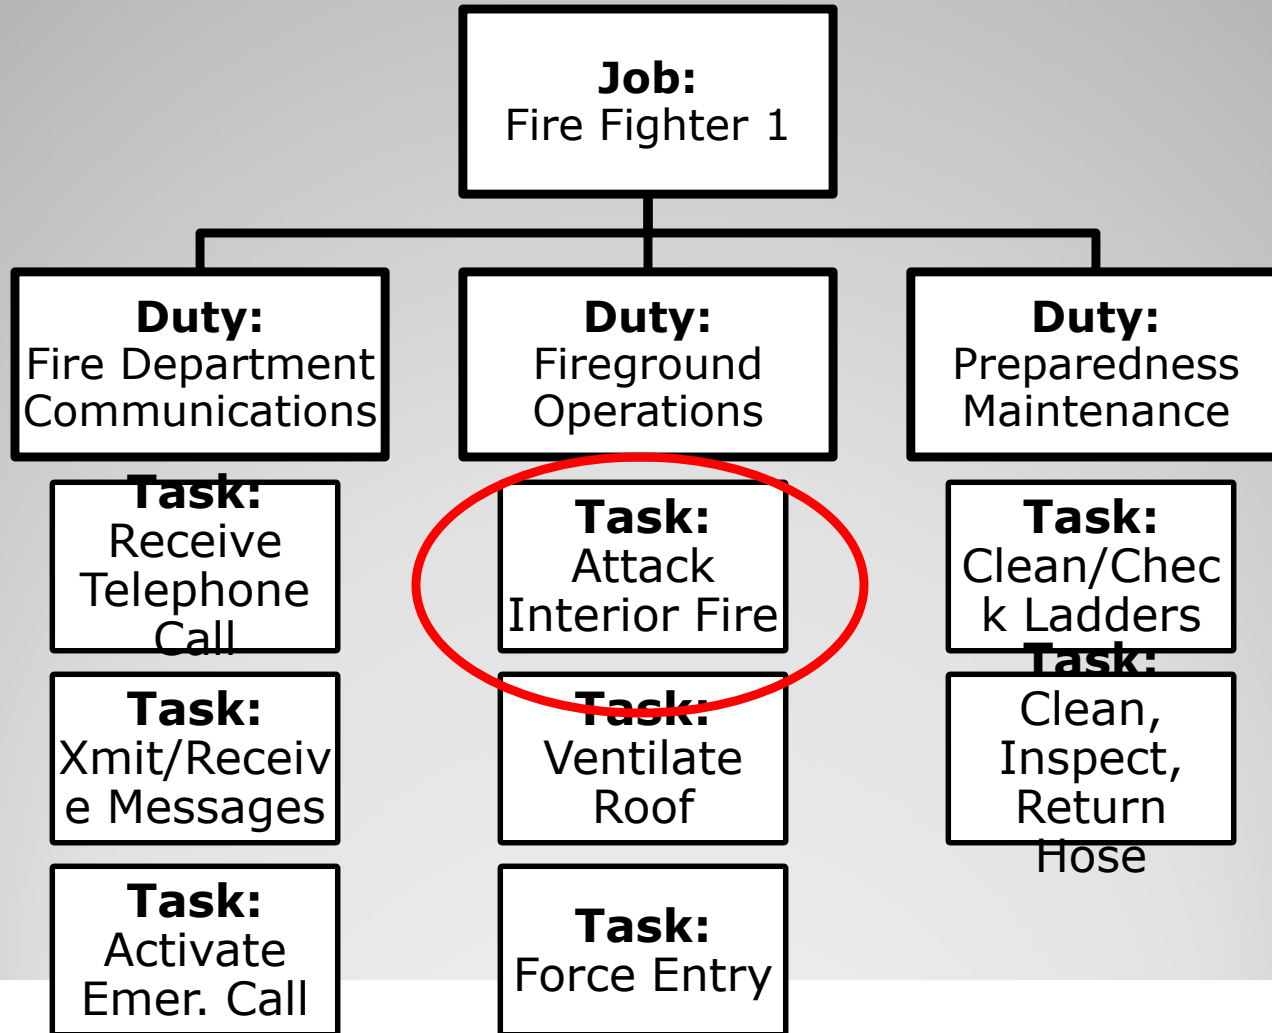 Job:
Fire Fighter 1
Duty:
Fire Department
Communications
Duty:
Fireground
Operations
Duty:
Preparedness
Maintenance
Task:
Receive
Telephone
Call
Task:
Xmit/Receiv
e Messages
Task:
Activate
Emer. Call
Task:
Attack
Interior Fire
Task:
Ventilate
Roof
Task:
Force Entry
Task:
Clean/Chec
k Ladders
Task:
Clean,
Inspect,
Return
Hose